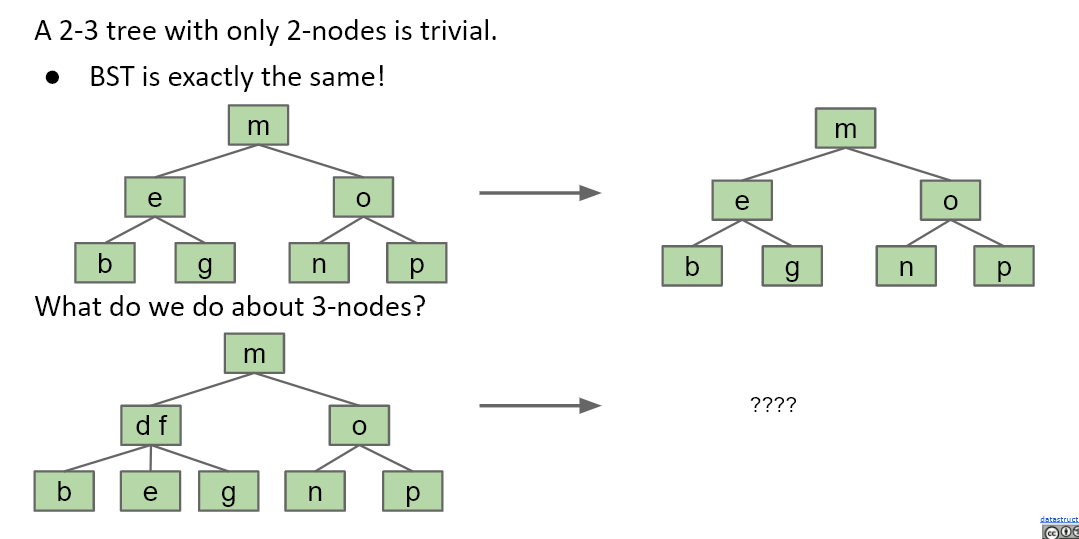 A 2-3 tree with only 2-nodes is trivial.
● BST is exactly the same!
m
m
e o
e o
b g n p
b g n p
What do we do about 3-nodes?
m
d f o
????
b e g n p
datastruct
cc